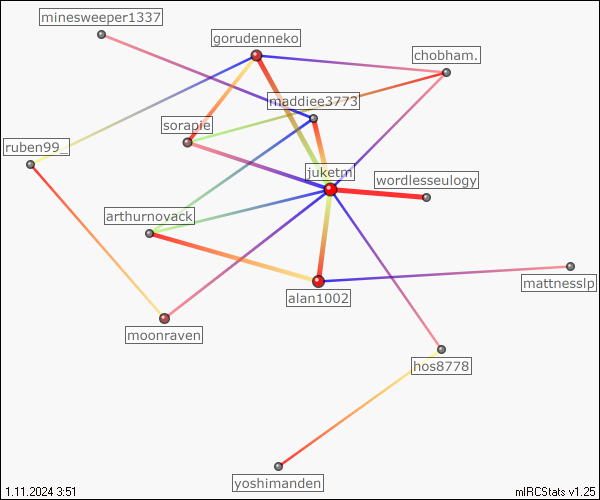 minesweeper1337
gorudenneko
chobham.
maddiee3773
sorapie
ruben99_
juketm
wordlesseulogy
arthurnovack
mattnesslp
alan1002
moonraven
hos8778
yoshimanden
1.11.2024 3:51
mIRCStats v1.25